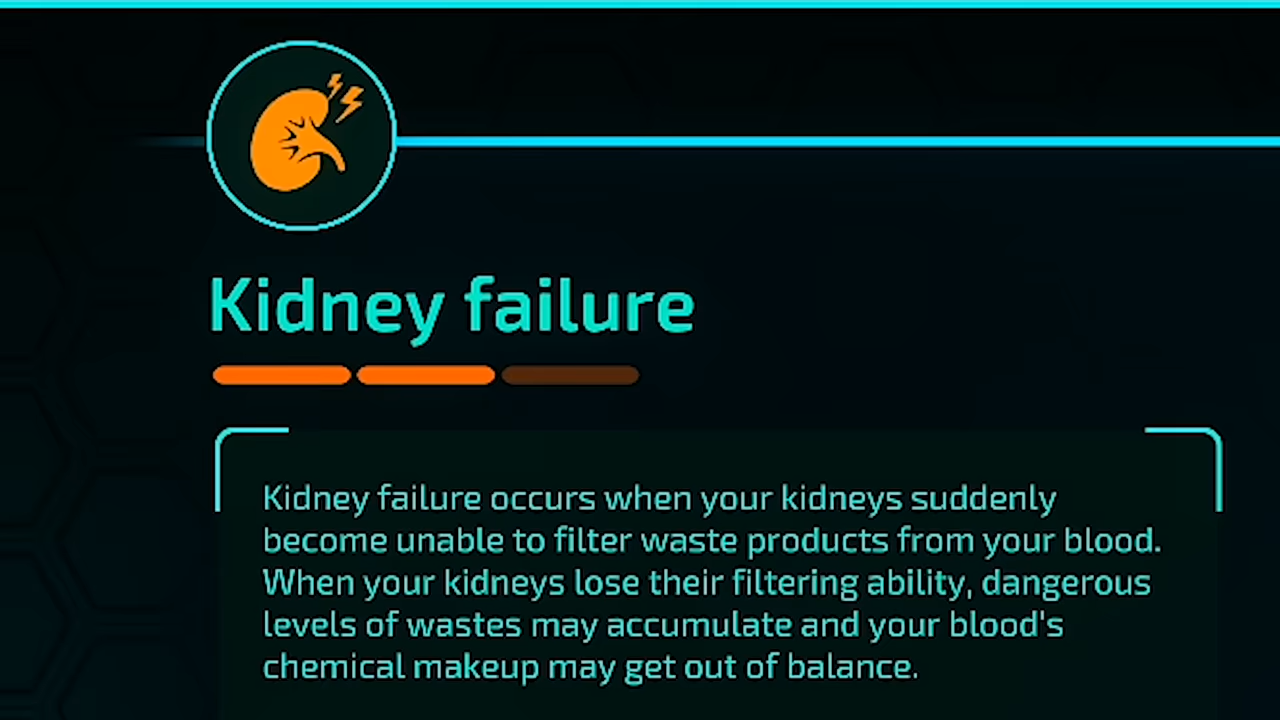 Kidney failure
Kidney failure occurs when your kidneys suddenly
become unable to filter waste products from your blood.
When your kidneys lose their filtering ability, dangerous
levels of wastes may accumulate and your blood's
chemical makeup may get out of balance.